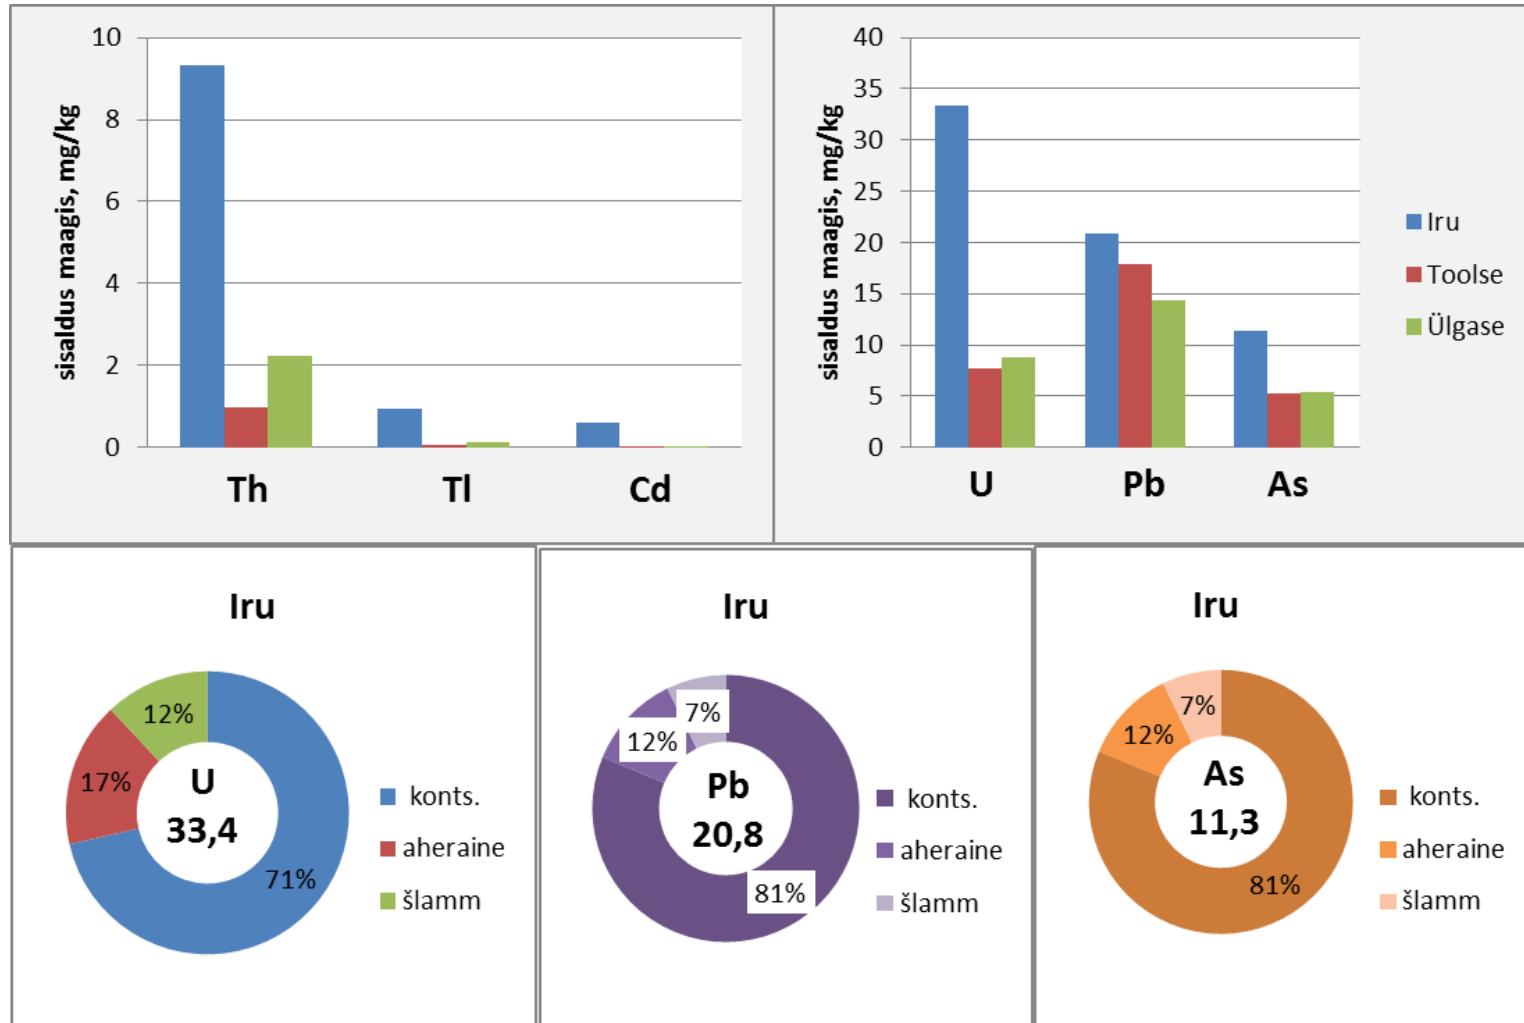 sisaldus maagis, mg/kg
10
8
6
4
2
0
Th
Tl
Cd
sisaldus maagis, mg/kg
40
35
30
25
20
15
10
5
0
U
Pb
As
Iru
Toolse
Ülgase
Iru
12%
17%
71%
U
33,4
konts.
aheraine
šlamm
Iru
7%
12%
81%
Pb
20,8
konts.
aheraine
šlamm
Iru
7%
12%
81%
As
11,3
konts.
aheraine
šlamm